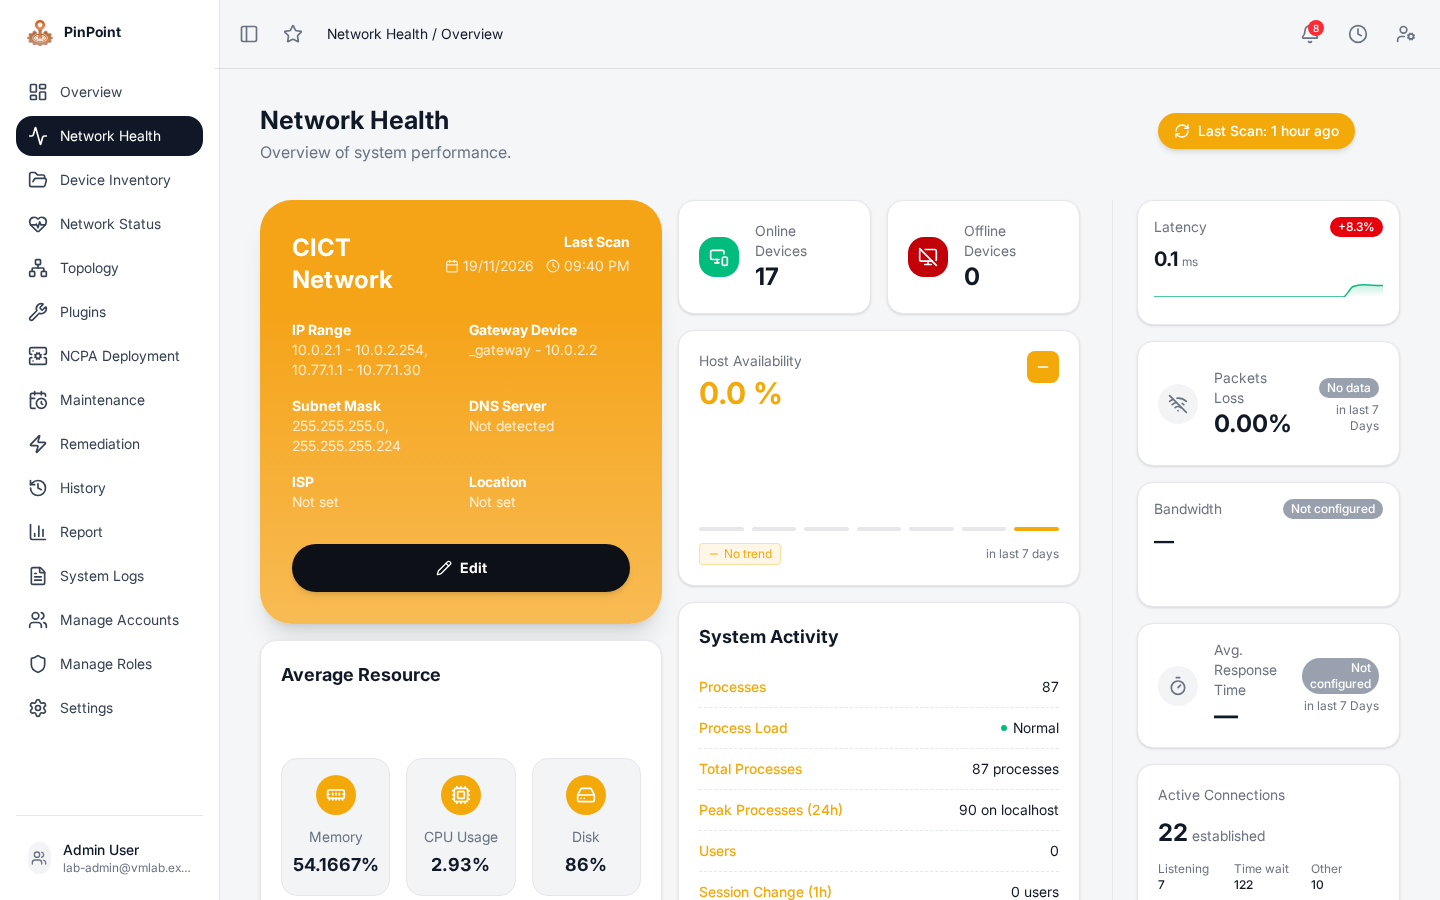 PinPoint
Overview
Network Health
Device Inventory
Network Status
Topology
Plugins
NCPA Deployment
Maintenance
Remediation
History
Report
System Logs
Manage Accounts
Manage Roles
Settings
Admin User
lab-admin@vmlab.ex...
Network Health / Overview
8
Network Health
Overview of system performance.
Last Scan: 1 hour ago
CICT
Network
Last Scan
19/11/2026 09:40 PM
IP Range
10.0.2.1 - 10.0.2.254,
10.77.1.1 - 10.77.1.30
Gateway Device
_gateway - 10.0.2.2
Subnet Mask
255.255.255.0,
255.255.255.224
DNS Server
Not detected
ISP
Not set
Location
Not set
Edit
Average Resource
Memory
54.1667%
CPU Usage
2.93%
Disk
86%
Online
Devices
17
Offline
Devices
0
Host Availability
0.0 %
No trend
in last 7 days
System Activity
Processes 87
Process Load Normal
Total Processes 87 processes
Peak Processes (24h) 90 on localhost
Users 0
Session Change (1h) 0 users
Latency
+8.3%
0.1 ms
Packets
Loss
0.00%
No data
in last 7
Days
Bandwidth
Not configured
—
Avg.
Response
Time
—
Not
configured
in last 7 Days
Active Connections
22 established
Listening
7
Time wait
122
Other
10